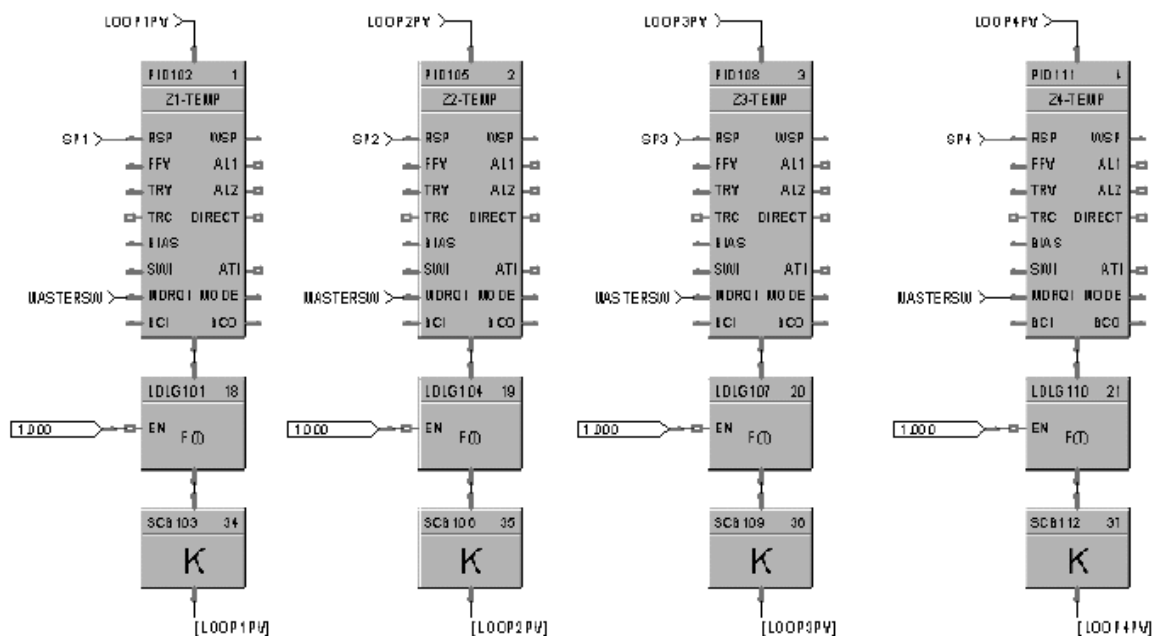 LOOP1PV
PID102 1
Z1-TEMP
SP1 RSP WSP
FFV AL1
TRV AL2
TRC DIRECT
BIAS
SWI ATI
MASTERSW MDRQI MODE
BCI BCO
LDLG101 18
1.000 EN
F(T)
SCB103 34
K
[LOOP1PV]
LOOP2PV
PID105 2
Z2-TEMP
SP2 RSP WSP
FFV AL1
TRV AL2
TRC DIRECT
BIAS
SWI ATI
MASTERSW MDRQI MODE
BCI BCO
LDLG104 19
1.000 EN
F(T)
SCB106 35
K
[LOOP2PV]
LOOP3PV
PID108 3
Z3-TEMP
SP3 RSP WSP
FFV AL1
TRV AL2
TRC DIRECT
BIAS
SWI ATI
MASTERSW MDRQI MODE
BCI BCO
LDLG107 20
1.000 EN
F(T)
SCB109 36
K
[LOOP3PV]
LOOP4PV
PID111 4
Z4-TEMP
SP4 RSP WSP
FFV AL1
TRV AL2
TRC DIRECT
BIAS
SWI ATI
MASTERSW MDRQI MODE
BCI BCO
LDLG110 21
1.000 EN
F(T)
SCB112 37
K
[LOOP4PV]